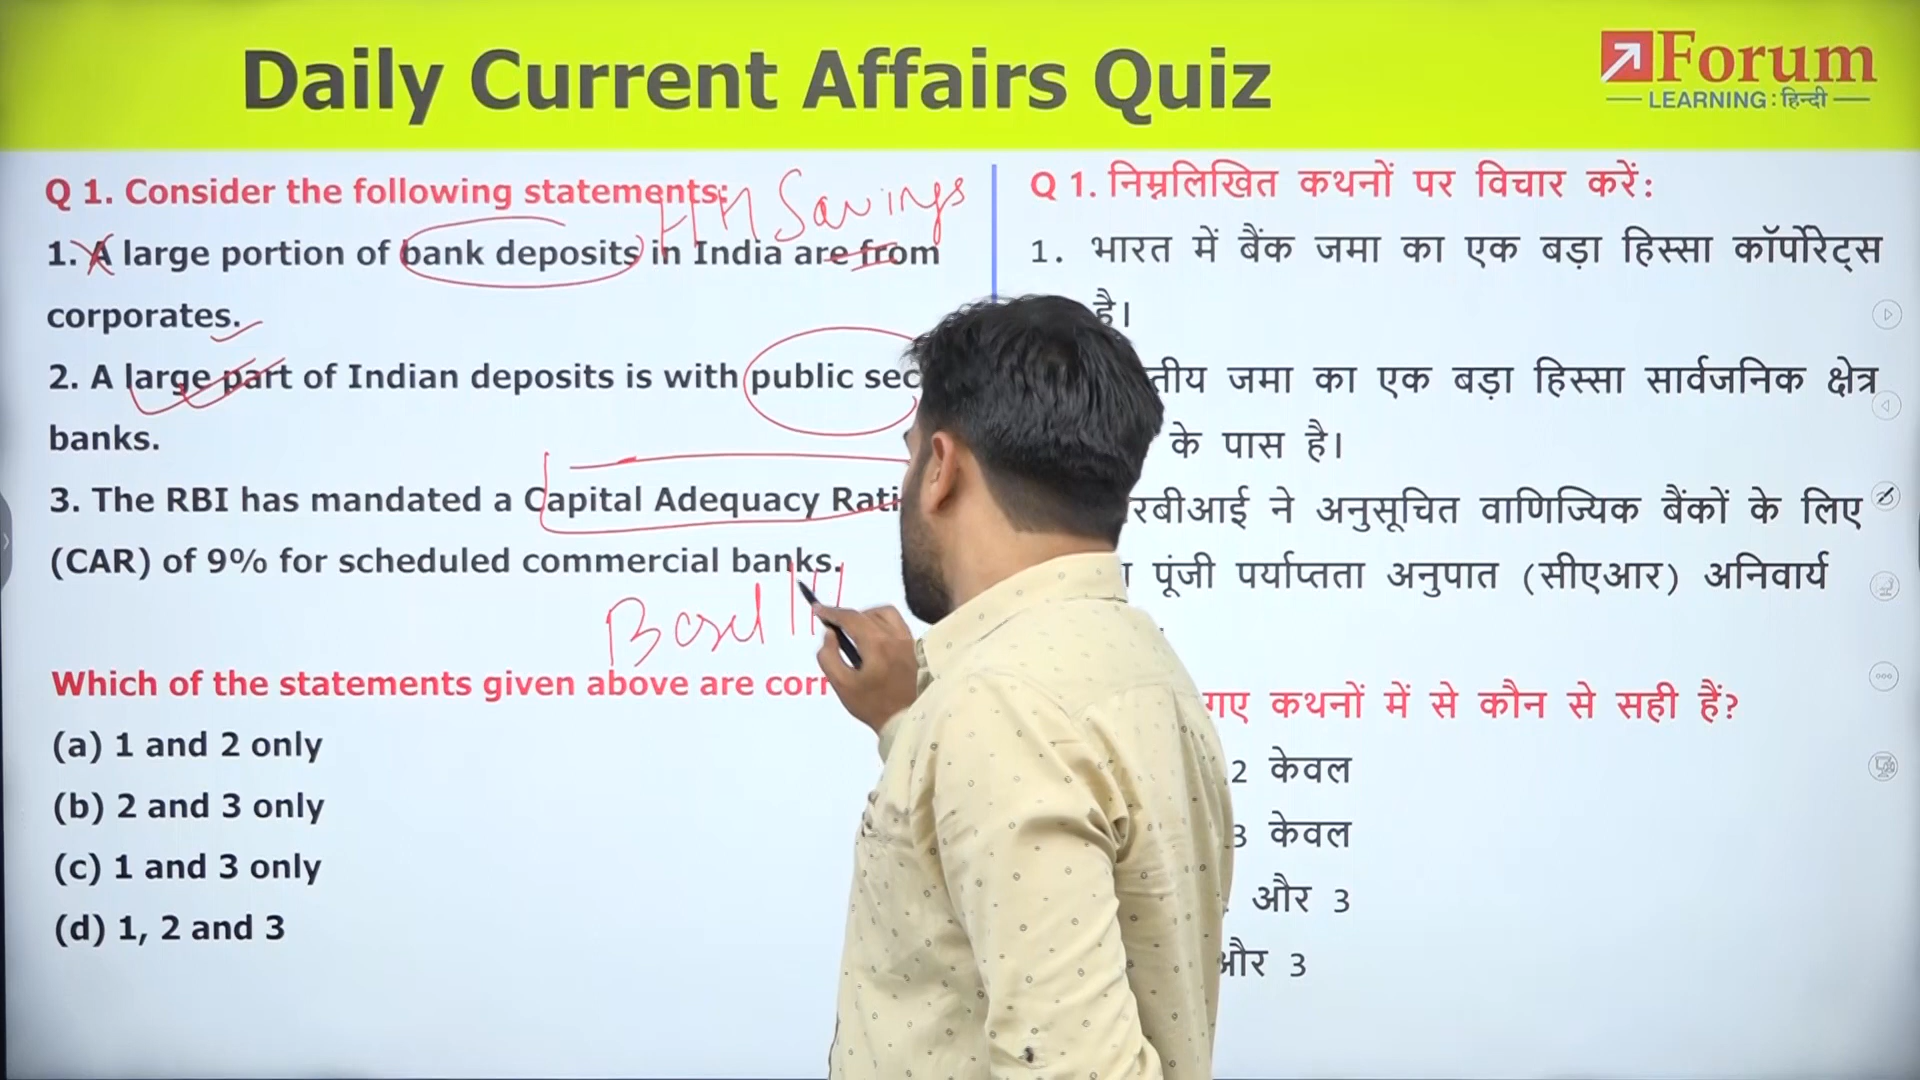 Daily Current Affairs Quiz
Forum
LEARNING : हिन्दी
Q 1. Consider the following statements:
HH Savings
1. A large portion of bank deposits in India are from
corporates.
2. A large part of Indian deposits is with public sec
banks.
3. The RBI has mandated a Capital Adequacy Rati
(CAR) of 9% for scheduled commercial banks.
Basel III
Which of the statements given above are corr
(a) 1 and 2 only
(b) 2 and 3 only
(c) 1 and 3 only
(d) 1, 2 and 3
Q 1. निम्नलिखित कथनों पर विचार करें:
1. भारत में बैंक जमा का एक बड़ा हिस्सा कॉर्पोरेट्स
है।
तीय जमा का एक बड़ा हिस्सा सार्वजनिक क्षेत्र
के पास है।
रबीआई ने अनुसूचित वाणिज्यिक बैंकों के लिए
पूंजी पर्याप्तता अनुपात (सीएआर) अनिवार्य
गए कथनों में से कौन से सही हैं?
2 केवल
3 केवल
और 3
और 3